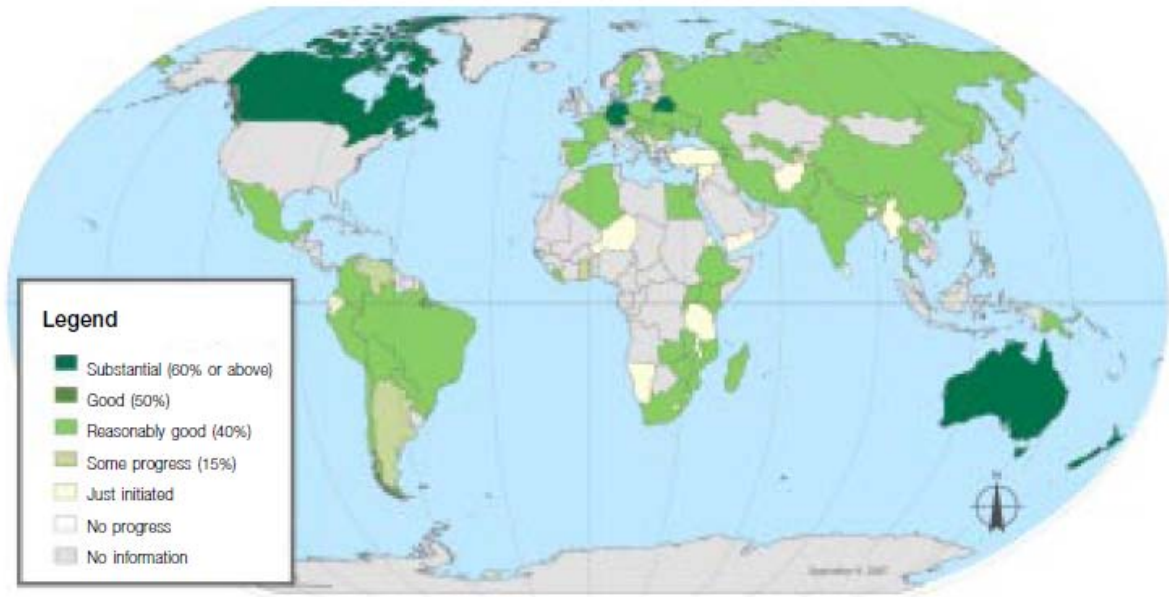 Legend
Substantial (60% or above)
Good (50%)
Reasonably good (40%)
Some progress (15%)
Just initiated
No progress
No information
N